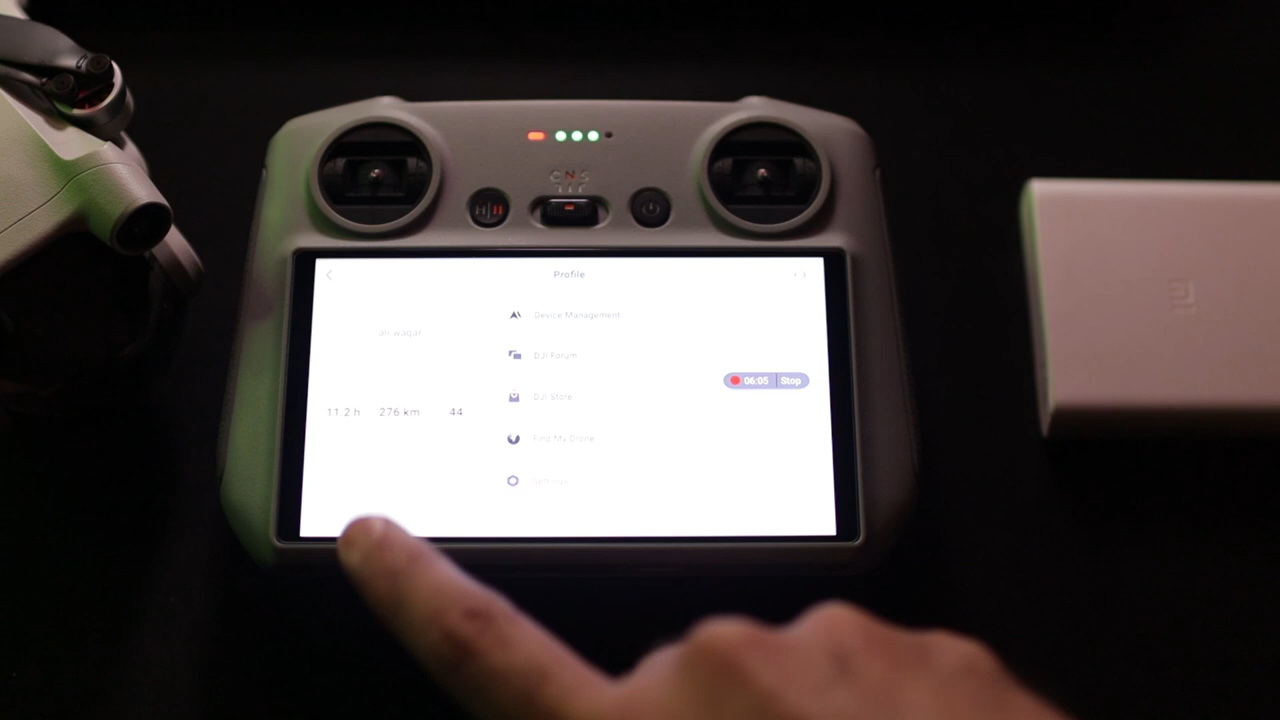 C N S
Profile
Device Management
ali waqar
DJI Forum
06:05 Stop
DJI Store
11.2 h 276 km 44
Find My Drone
Settings